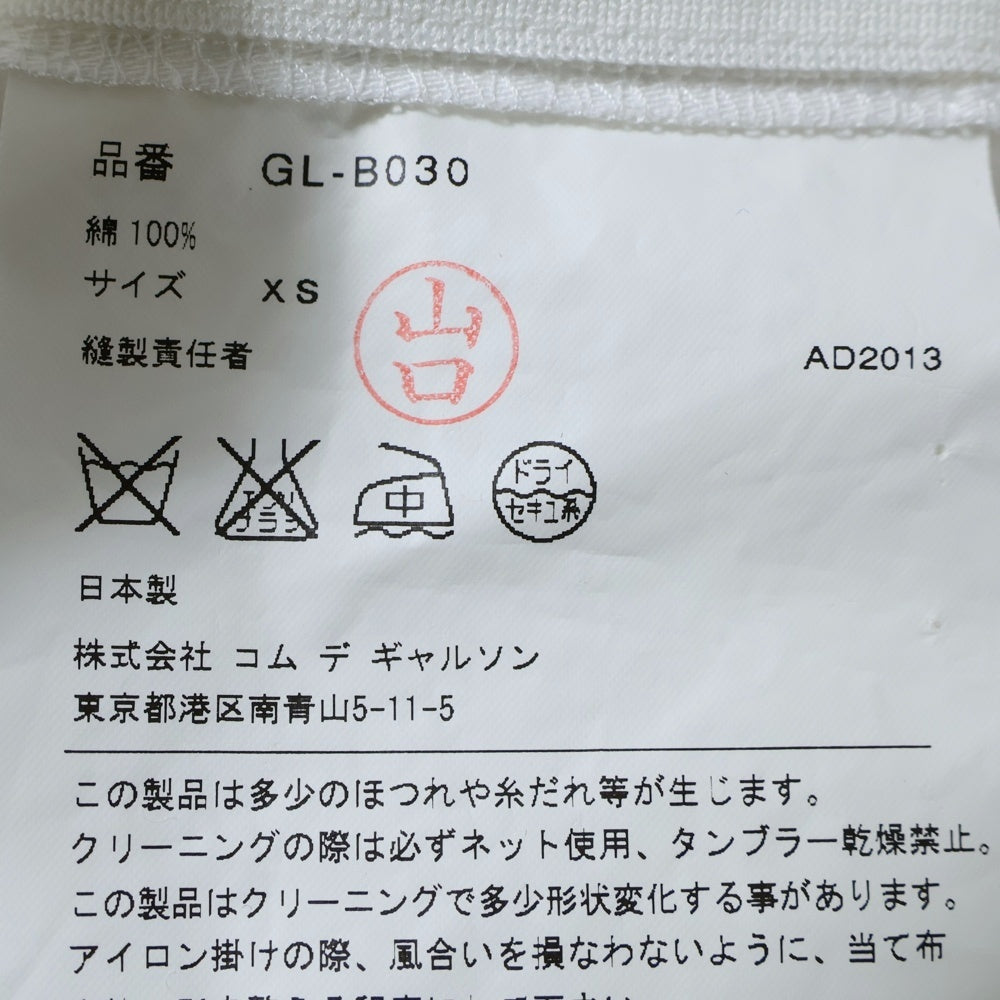 品番 GL-B030
綿 100%
サイズ XS
山口
縫製責任者 AD2013
エンソ
サラシ
中
ドライ
セキユ系
日本製
株式会社 コム デ ギャルソン
東京都港区南青山5-11-5
この製品は多少のほつれや糸だれ等が生じます。
クリーニングの際は必ずネット使用、タンブラー乾燥禁止。
この製品はクリーニングで多少形状変化する事があります。
アイロン掛けの際、風合いを損なわないように、当て布